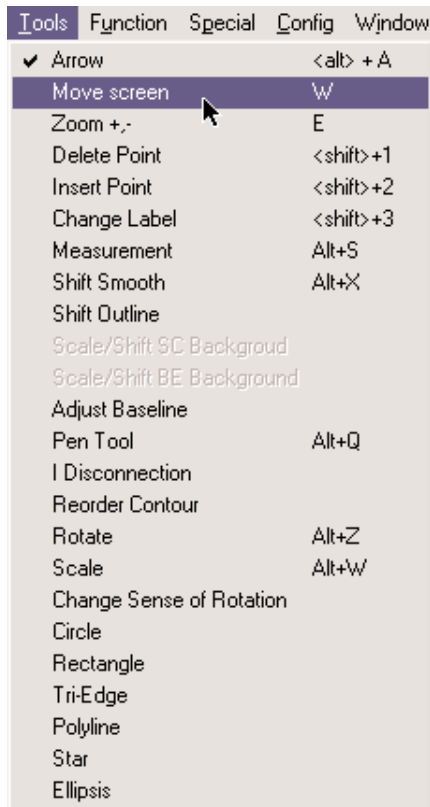 Tools Function Special Config Window
✔ Arrow <alt> + A
Move screen W
Zoom +,- E
Delete Point <shift>+1
Insert Point <shift>+2
Change Label <shift>+3
Measurement Alt+S
Shift Smooth Alt+X
Shift Outline
Scale/Shift SC Backgroud
Scale/Shift BE Background
Adjust Baseline
Pen Tool Alt+Q
I Disconnection
Reorder Contour
Rotate Alt+Z
Scale Alt+W
Change Sense of Rotation
Circle
Rectangle
Tri-Edge
Polyline
Star
Ellipsis